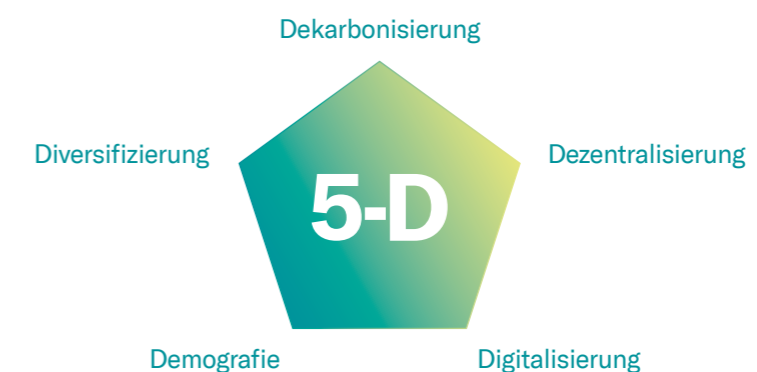 Dekarbonisierung
Diversifizierung
Dezentralisierung
5-D
Demografie
Digitalisierung